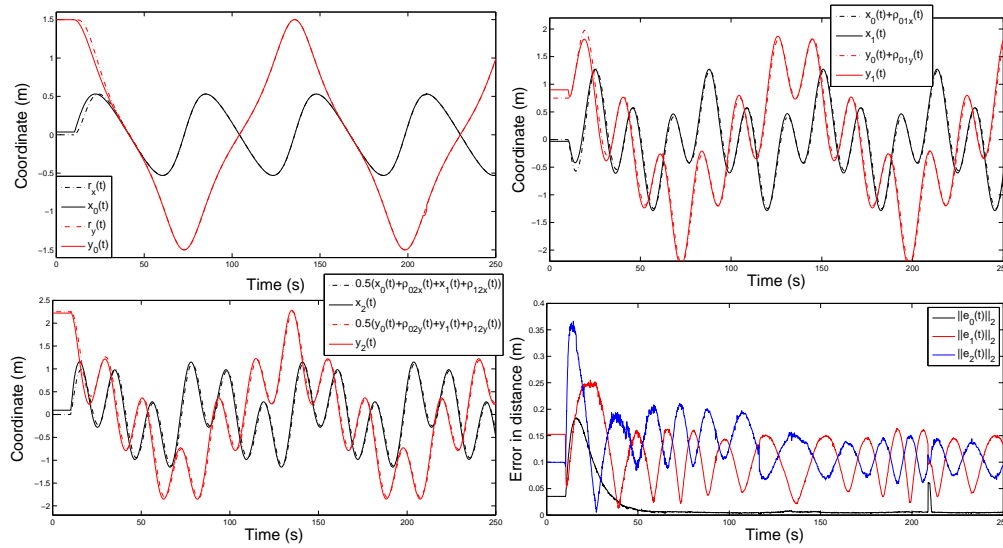 1.5
1
0.5
0
−0.5
1
1.5
Coordinate (m)
r_x(t)
x_0(t)
r_y(t)
y_0(t)
0 50 100 150 200 250
Time (s)
2
1.5
1
0.5
0
−0.5
−1
−1.5
−2
Coordinate (m)
x_0(t)+ρ_01x(t)
x_1(t)
y_0(t)+ρ_01y(t)
y_1(t)
0 50 100 150 200 250
Time (s)
2.5
2
1.5
1
0.5
0
−0.5
−1
−1.5
−2
Coordinate (m)
0.5(x_0(t)+ρ_02x(t)+x_1(t)+ρ_12x(t))
x_2(t)
0.5(y_0(t)+ρ_02y(t)+y_1(t)+ρ_12y(t))
y_2(t)
0 50 100 150 200 250
Time (s)
0.4
0.35
0.3
0.25
0.2
0.15
0.1
0.05
0
Error in distance (m)
||e_0(t)||_2
||e_1(t)||_2
||e_2(t)||_2
0 50 100 150 200 250
Time (s)